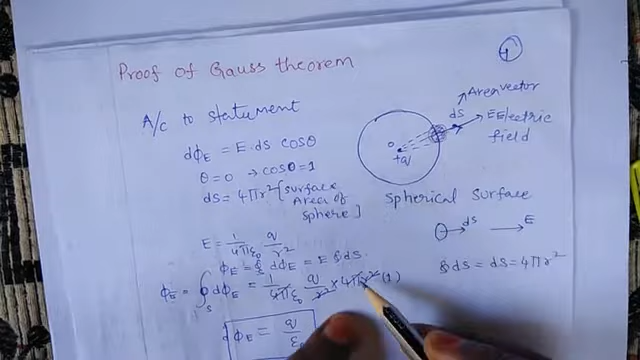 1
Proof of Gauss theorem
A/c to statement
dϕE = E.ds cosθ
θ=0 → cosθ=1
ds = 4πr² [surface
Area of
sphere]
E = 1/4πε₀ q/r²
ϕE = ∮s dϕE = E ∮ds
ϕE = ∮s dϕE = 1/4πε₀ q/r² × 4πr² (1)
dϕE = q/ε₀
Area vector
ds
E Electric
field
o
+q
Spherical Surface
ds E
∮ds = ds = 4πr²